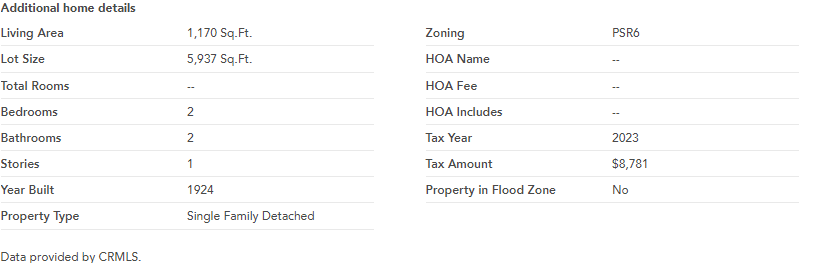 Additional home details
Living Area 1,170 Sq.Ft.
Lot Size 5,937 Sq.Ft.
Total Rooms --
Bedrooms 2
Bathrooms 2
Stories 1
Year Built 1924
Property Type Single Family Detached
Zoning PSR6
HOA Name --
HOA Fee --
HOA Includes --
Tax Year 2023
Tax Amount $8,781
Property in Flood Zone No
Data provided by CRMLS.